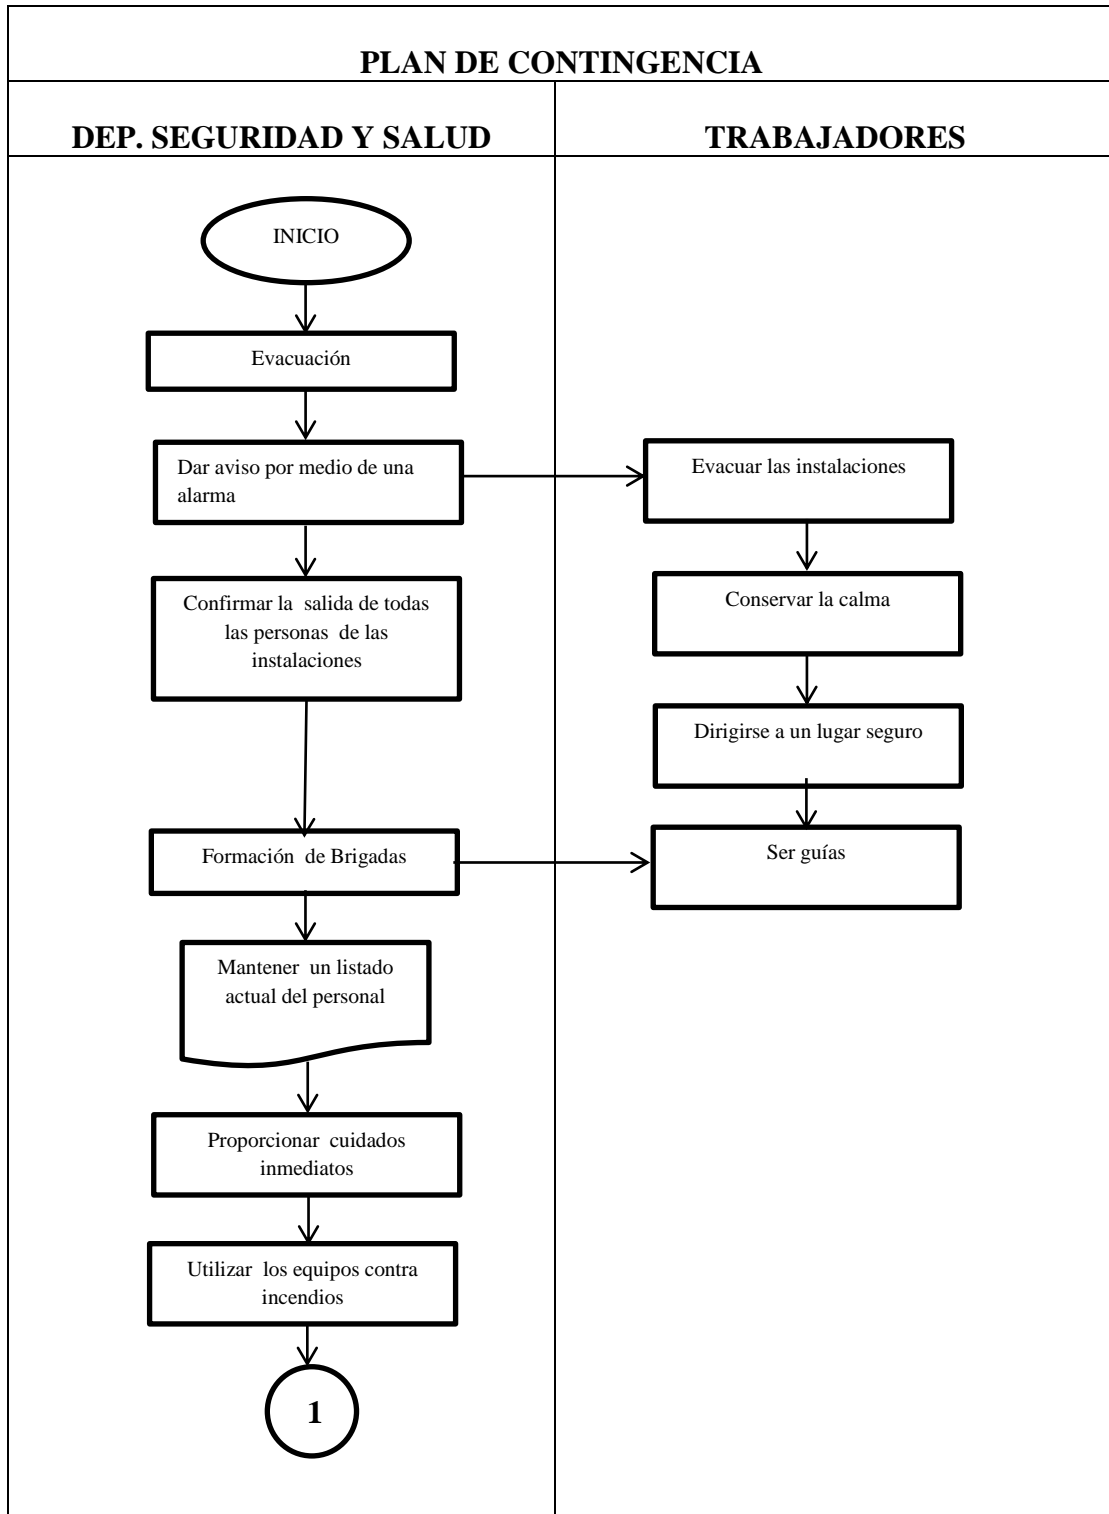 PLAN DE CONTINGENCIA
DEP. SEGURIDAD Y SALUD
TRABAJADORES
INICIO
Evacuación
Dar aviso por medio de una
alarma
Evacuar las instalaciones
Confirmar la salida de todas
las personas de las
instalaciones
Conservar la calma
Dirigirse a un lugar seguro
Formación de Brigadas
Ser guías
Mantener un listado
actual del personal
Proporcionar cuidados
inmediatos
Utilizar los equipos contra
incendios
1